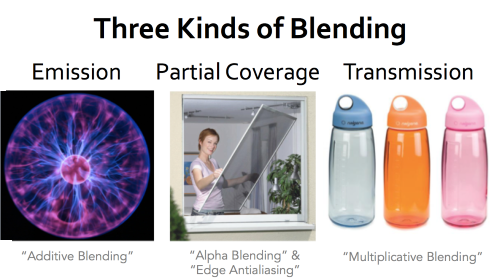 Three Kinds of Blending
Emission
Partial Coverage
Transmission
“Additive Blending”
“Alpha Blending” &
“Edge Antialiasing”
“Multiplicative Blending”